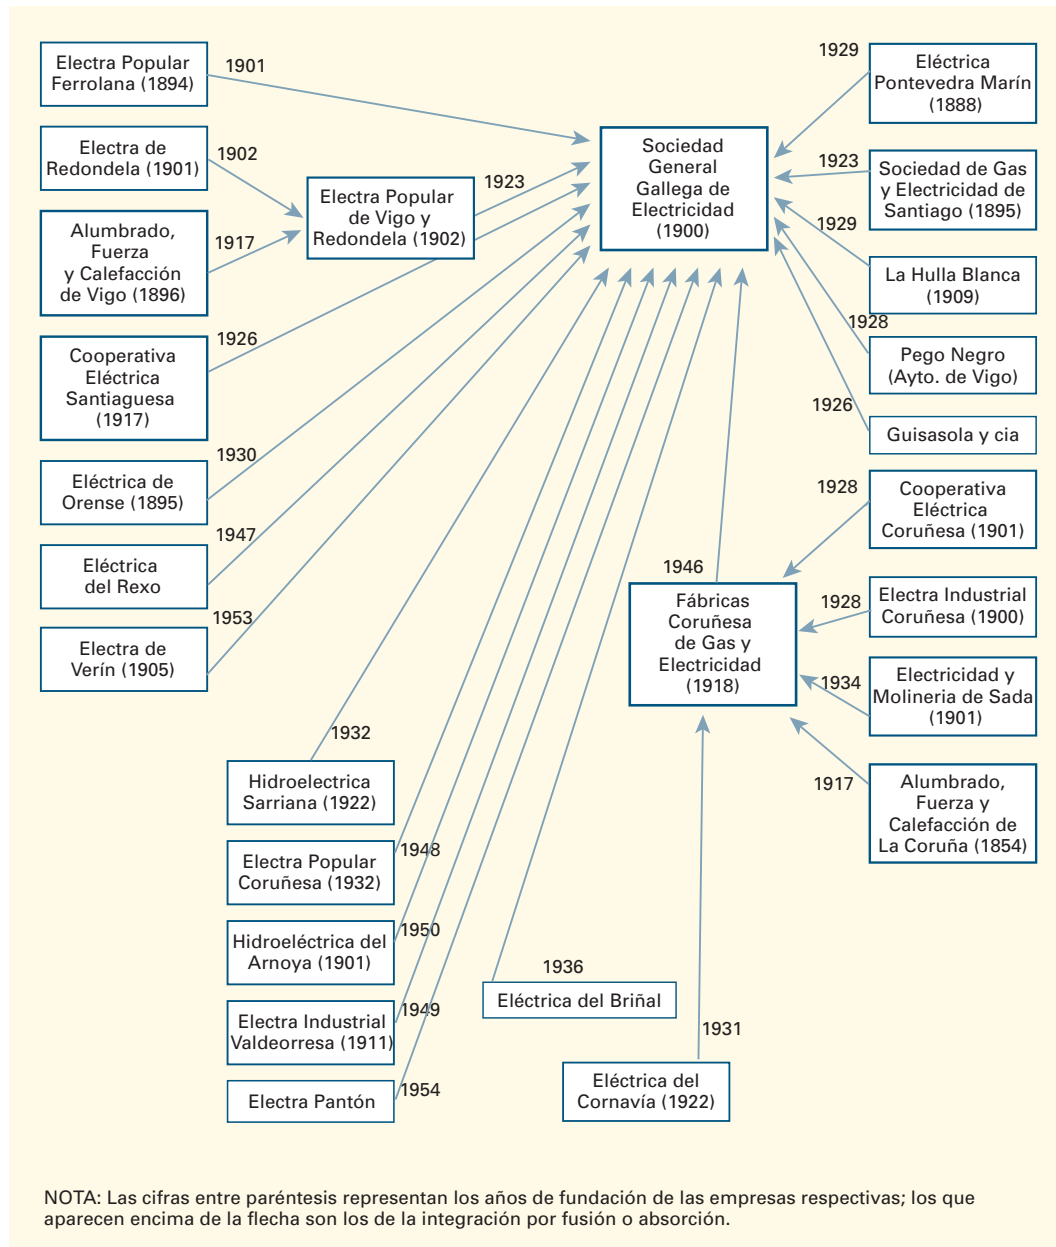 Electra Popular
Ferrolana (1894)
1901
Electra de
Redondela (1901)
1902
Alumbrado,
Fuerza
y Calefacción
de Vigo (1896)
1917
Electra Popular
de Vigo y
Redondela (1902)
1923
Cooperativa
Eléctrica
Santiaguesa
(1917)
1926
Eléctrica de
Orense (1895)
1930
Eléctrica
del Rexo
1947
Electra de
Verín (1905)
1953
Sociedad
General
Gallega de
Electricidad
(1900)
1929
Eléctrica
Pontevedra Marín
(1888)
1923
Sociedad de Gas
y Electricidad de
Santiago (1895)
1929
La Hulla Blanca
(1909)
1928
Pego Negro
(Ayto. de Vigo)
1926
Guisasola y cia
1928
Cooperativa
Eléctrica
Coruñesa (1901)
1946
Fábricas
Coruñesa
de Gas y
Electricidad
(1918)
1928
Electra Industrial
Coruñesa (1900)
1934
Electricidad y
Molineria de Sada
(1901)
1917
Alumbrado,
Fuerza y
Calefacción de
La Coruña (1854)
1932
Hidroelectrica
Sarriana (1922)
1948
Electra Popular
Coruñesa (1932)
1950
Hidroeléctrica del
Arnoya (1901)
1949
Electra Industrial
Valdeorresa (1911)
1954
Electra Pantón
1936
Eléctrica del Briñal
1931
Eléctrica del
Cornavía (1922)
NOTA: Las cifras entre paréntesis representan los años de fundación de las empresas respectivas; los que
aparecen encima de la flecha son los de la integración por fusión o absorción.